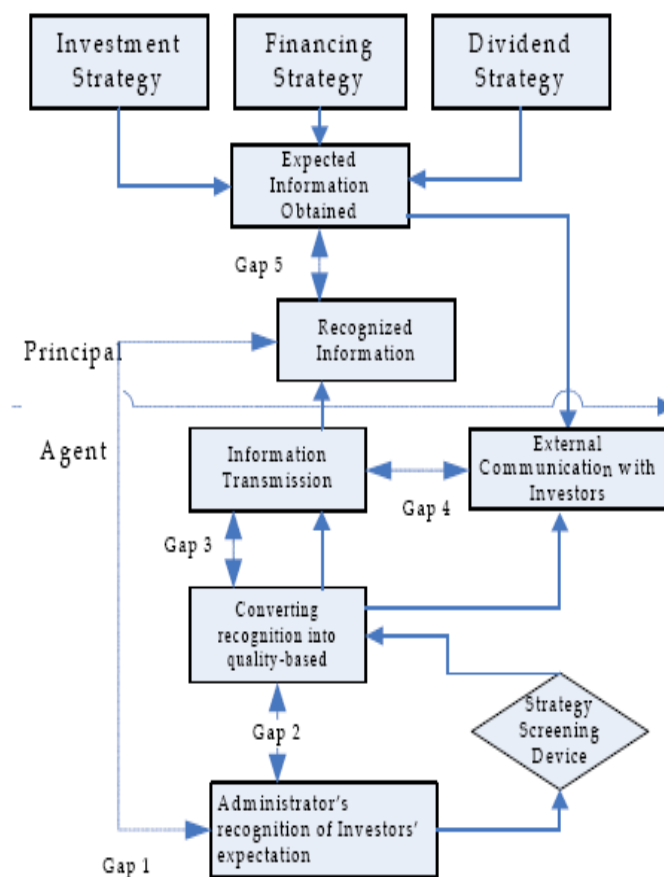 Investment
Strategy
Financing
Strategy
Dividend
Strategy
Expected
Information
Obtained
Gap 5
Recognized
Information
Principal
Agent
Information
Transmission
External
Communication with
Investors
Gap 4
Gap 3
Converting
recognition into
quality-based
Strategy
Screening
Device
Gap 2
Administrator's
recognition of Investors'
expectation
Gap 1